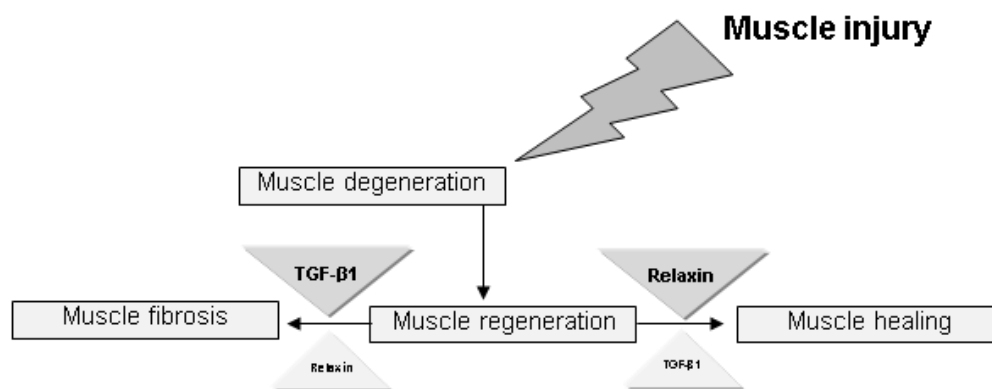 Muscle injury
Muscle degeneration
TGF-β1
Relaxin
Muscle fibrosis
Muscle regeneration
Muscle healing
Relaxin
TGF-β1